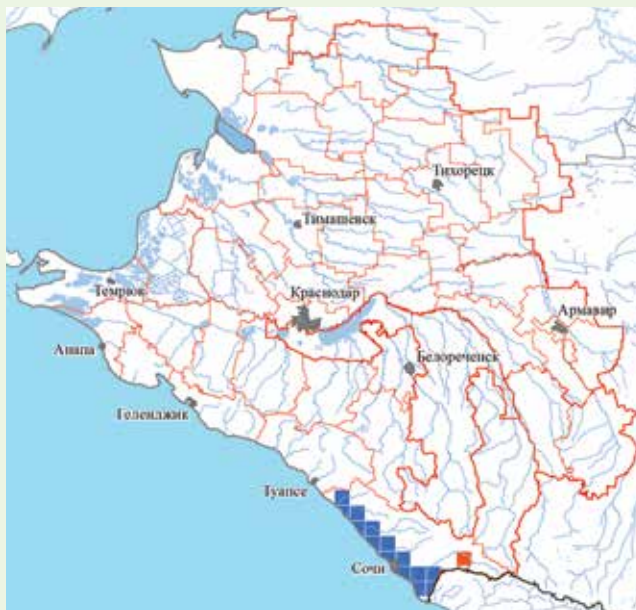 Тихорецк
Тимашевск
Темрюк
Краснодар
Армавир
Анапа
Белореченск
Геленджик
Туапсе
Сочи